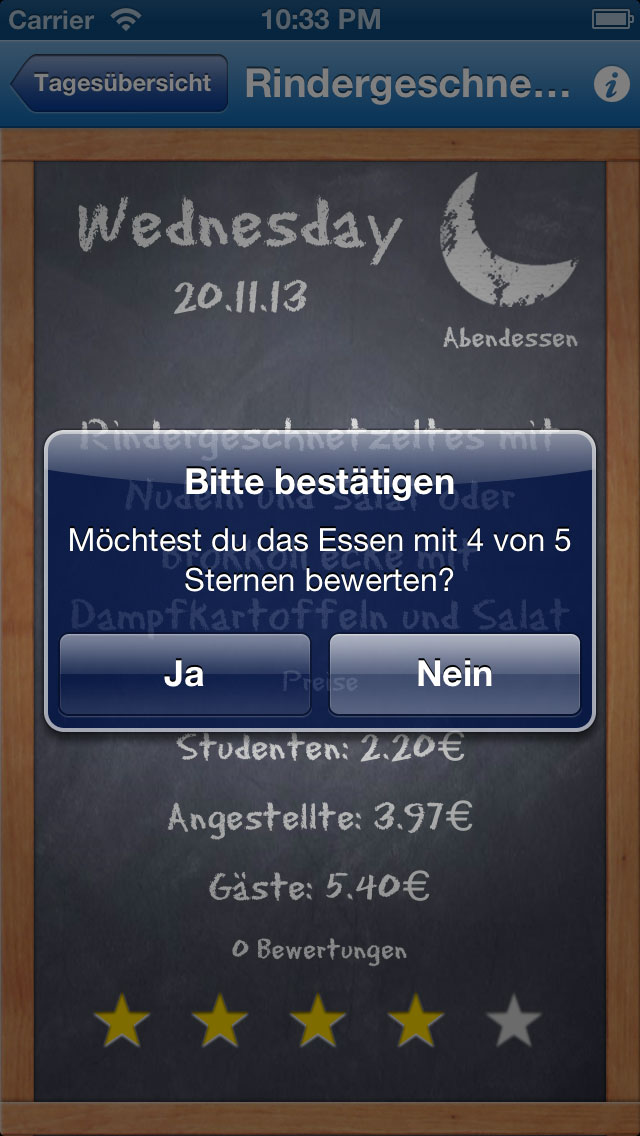 Carrier 10:33 PM
Tagesübersicht Rindergeschne...
Wednesday
20.11.13
Abendessen
Rindergeschnetzeltes mit
Nudeln und Salat oder
Bitte bestätigen
Möchtest du das Essen mit 4 von 5
Sternen bewerten?
Brokkoliecke mit
Dampfkartoffeln und Salat
Ja Nein
Preise
Studenten: 2.20€
Angestellte: 3.97€
Gäste: 5.40€
0 Bewertungen